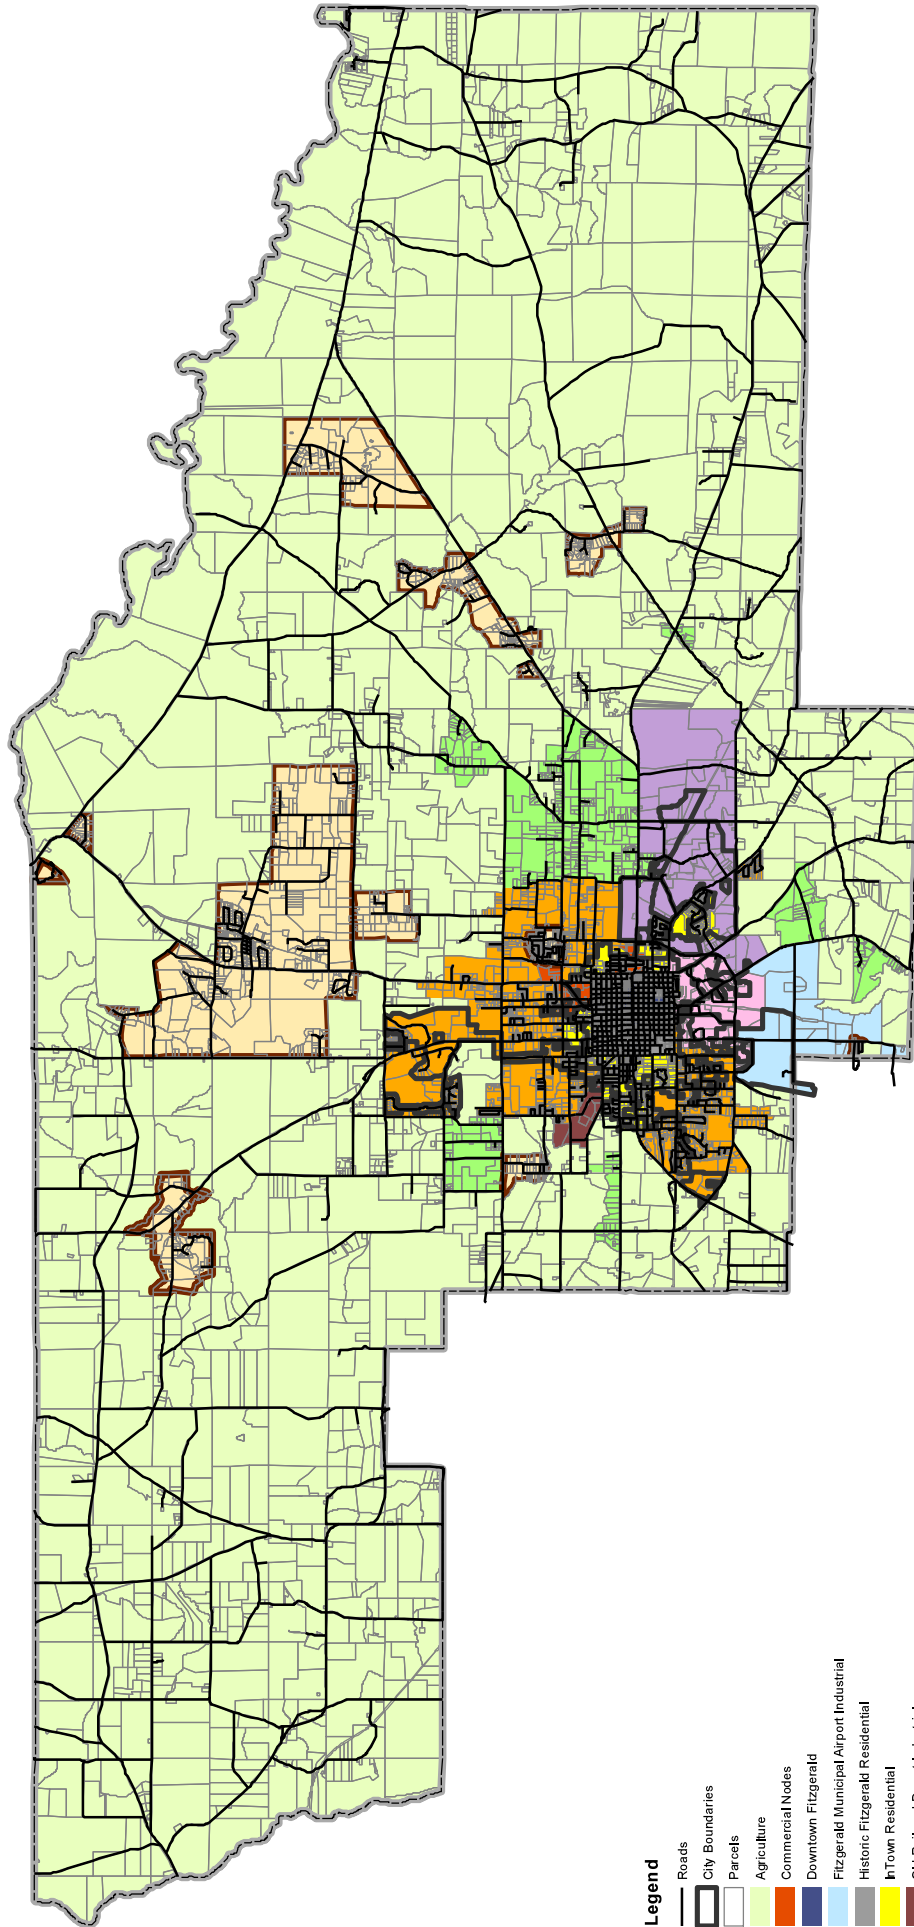 Legend
Roads
City Boundaries
Parcels
Agriculture
Commercial Nodes
Downtown Fitzgerald
Fitzgerald Municipal Airport Industrial
Historic Fitzgerald Residential
InTown Residential